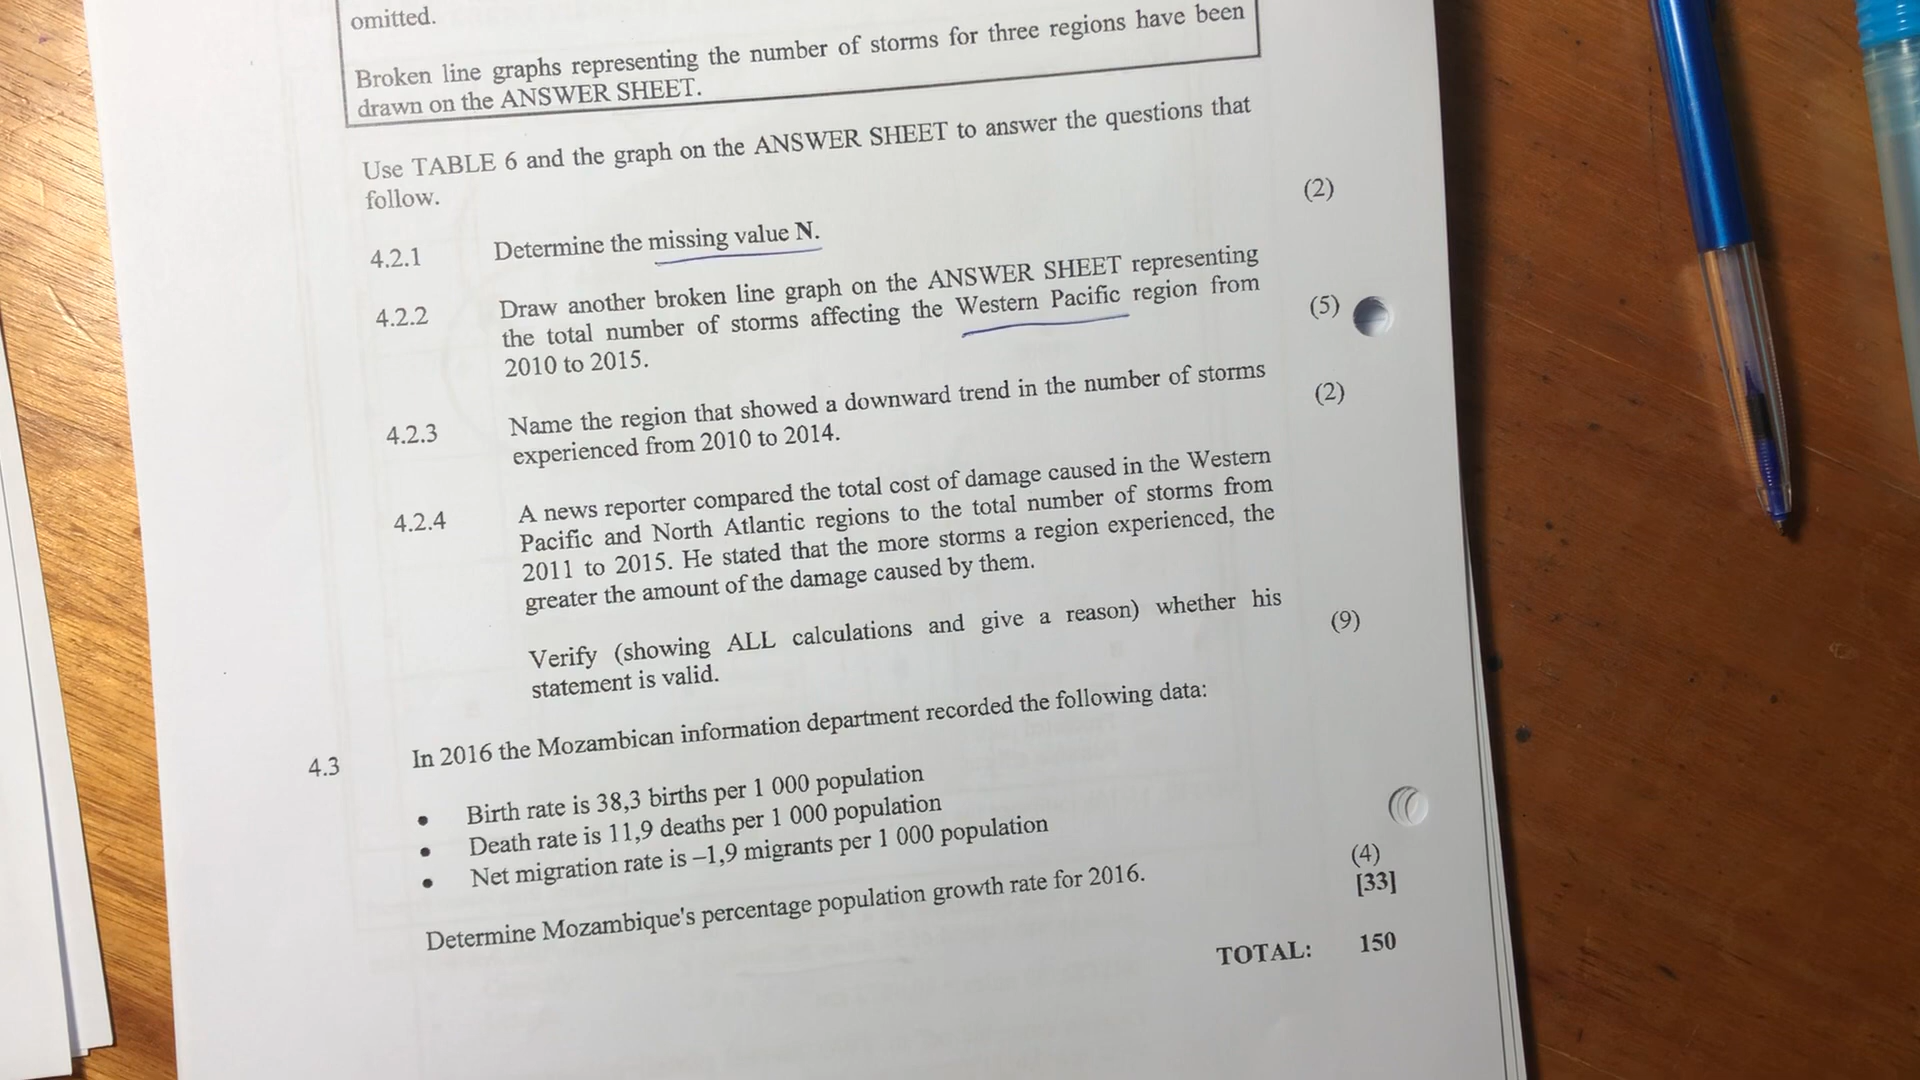 omitted.
Broken line graphs representing the number of storms for three regions have been
drawn on the ANSWER SHEET.
Use TABLE 6 and the graph on the ANSWER SHEET to answer the questions that
follow.
4.2.1 Determine the missing value N. (2)
4.2.2 Draw another broken line graph on the ANSWER SHEET representing
the total number of storms affecting the Western Pacific region from
2010 to 2015. (5)
4.2.3 Name the region that showed a downward trend in the number of storms
experienced from 2010 to 2014. (2)
4.2.4 A news reporter compared the total cost of damage caused in the Western
Pacific and North Atlantic regions to the total number of storms from
2011 to 2015. He stated that the more storms a region experienced, the
greater the amount of the damage caused by them.
Verify (showing ALL calculations and give a reason) whether his
statement is valid. (9)
4.3 In 2016 the Mozambican information department recorded the following data:
• Birth rate is 38,3 births per 1 000 population
• Death rate is 11,9 deaths per 1 000 population
• Net migration rate is –1,9 migrants per 1 000 population
Determine Mozambique's percentage population growth rate for 2016. (4)
[33]
TOTAL: 150